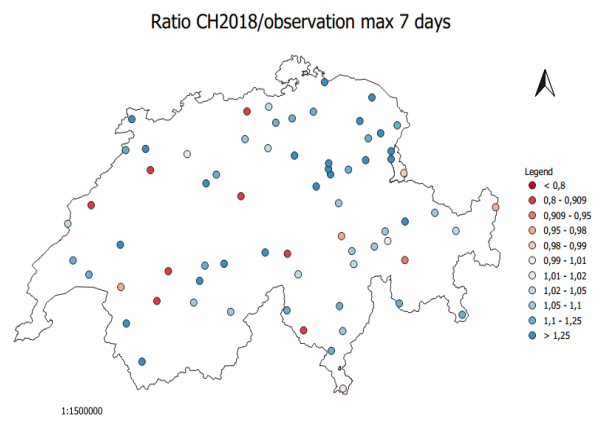 Ratio CH2018/observation max 7 days
Legend
< 0,8
0,8 - 0,909
0,909 - 0,95
0,95 - 0,98
0,98 - 0,99
0,99 - 1,01
1,01 - 1,02
1,02 - 1,05
1,05 - 1,1
1,1 - 1,25
> 1,25
1:1500000